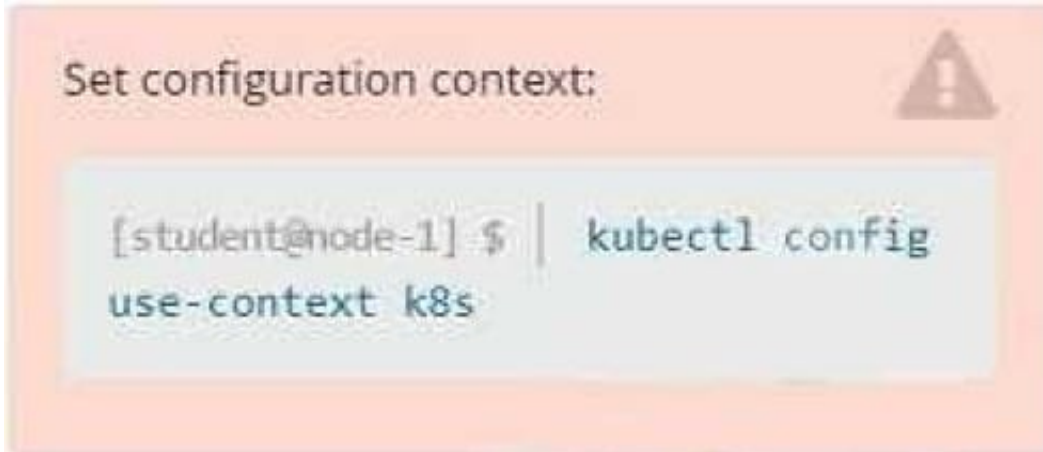 Set configuration context:
[student@node-1] $ | kubectl config
use-context k8s